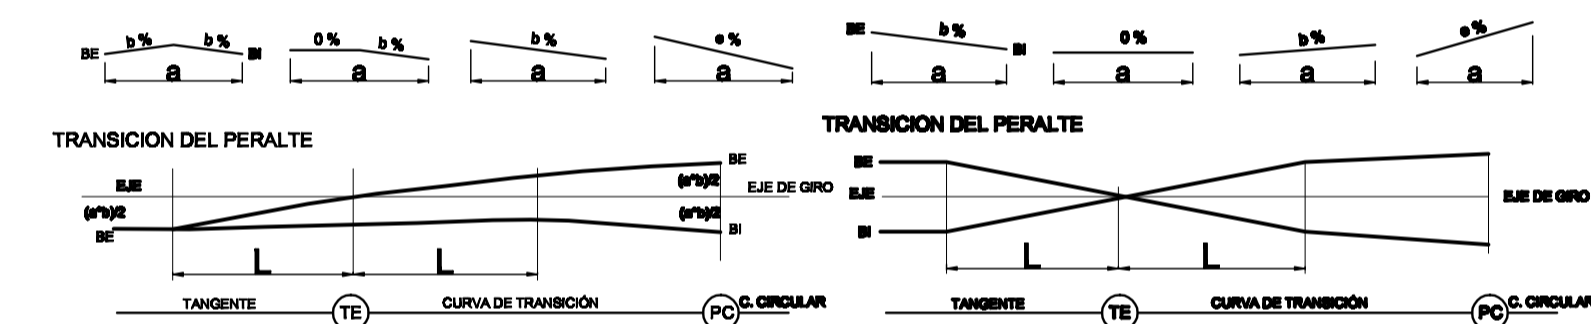 BE b % b % BI
a
0 % b %
a
b %
a
e %
a
BE b % BI
a
0 %
a
b %
a
e %
a
TRANSICION DEL PERALTE
EJE
(a*b)/2
BE
BE
(a*b)/2
EJE DE GIRO
(a*b)/2
BI
L L
TANGENTE TE CURVA DE TRANSICIÓN PC C. CIRCULAR
TRANSICION DEL PERALTE
BE
EJE
BI
EJE DE GIRO
L L
TANGENTE TE CURVA DE TRANSICIÓN PC C. CIRCULAR